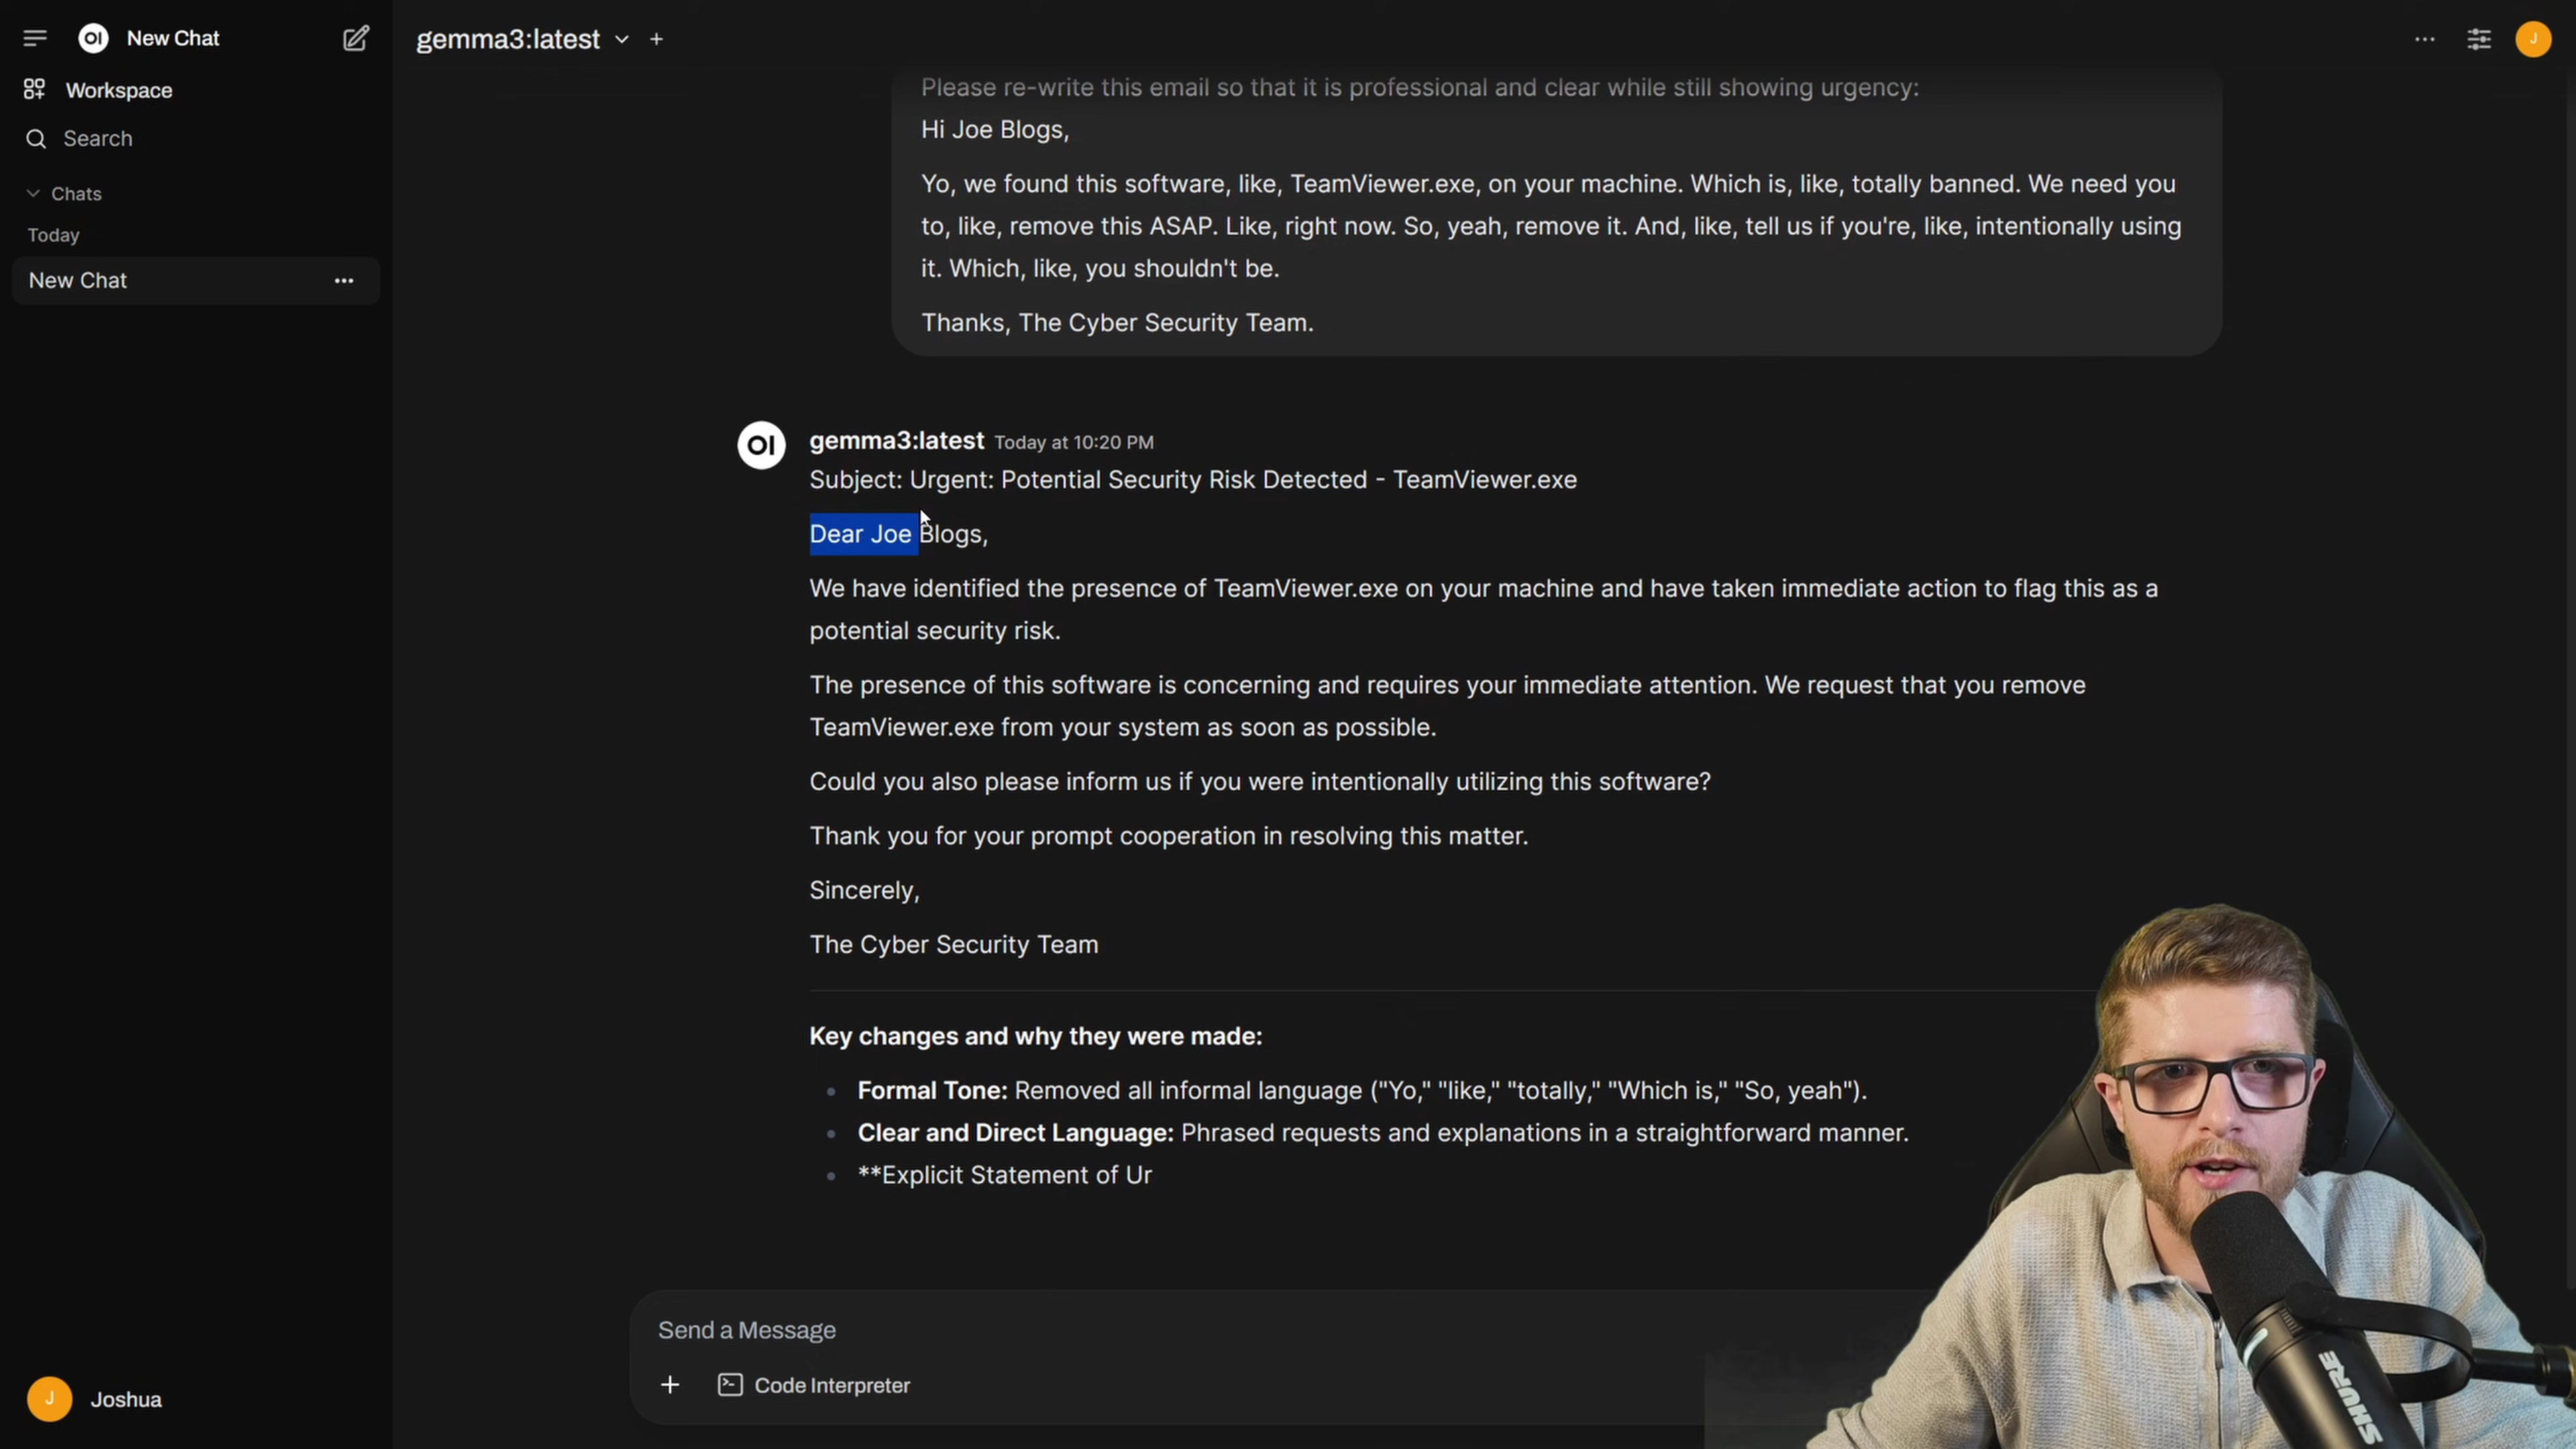 OI New Chat
gemma3:latest
J
Workspace
Search
Chats
Today
New Chat
Please re-write this email so that it is professional and clear while still showing urgency:
Hi Joe Blogs,
Yo, we found this software, like, TeamViewer.exe, on your machine. Which is, like, totally banned. We need you
to, like, remove this ASAP. Like, right now. So, yeah, remove it. And, like, tell us if you're, like, intentionally using
it. Which, like, you shouldn't be.
Thanks, The Cyber Security Team.
OI
gemma3:latest Today at 10:20 PM
Subject: Urgent: Potential Security Risk Detected - TeamViewer.exe
Dear Joe Blogs,
We have identified the presence of TeamViewer.exe on your machine and have taken immediate action to flag this as a
potential security risk.
The presence of this software is concerning and requires your immediate attention. We request that you remove
TeamViewer.exe from your system as soon as possible.
Could you also please inform us if you were intentionally utilizing this software?
Thank you for your prompt cooperation in resolving this matter.
Sincerely,
The Cyber Security Team
Key changes and why they were made:
Formal Tone: Removed all informal language ("Yo," "like," "totally," "Which is," "So, yeah").
Clear and Direct Language: Phrased requests and explanations in a straightforward manner.
**Explicit Statement of Ur
Send a Message
Code Interpreter
J Joshua
SHURE